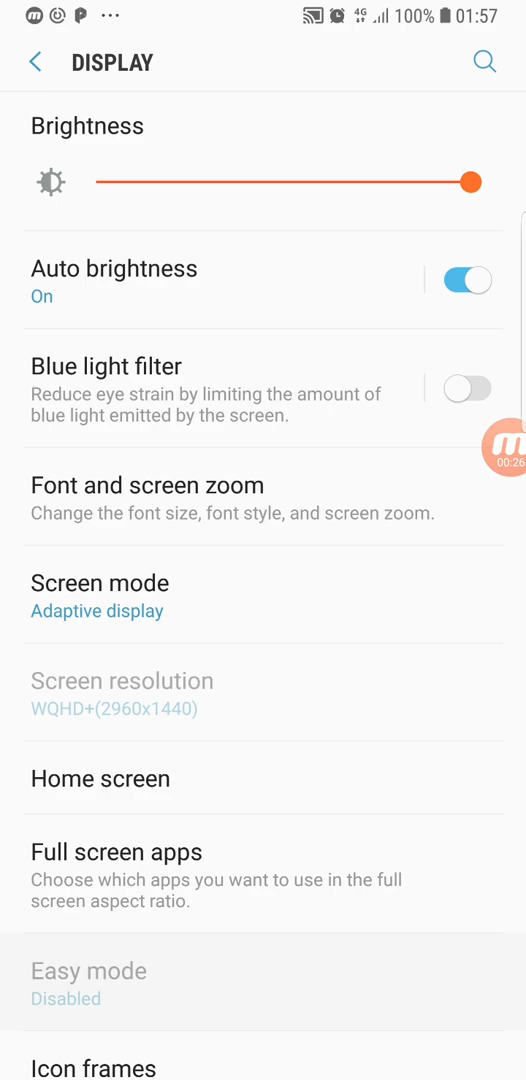 4G 100% 01:57
DISPLAY
Brightness
Auto brightness
On
Blue light filter
Reduce eye strain by limiting the amount of
blue light emitted by the screen.
00:26
Font and screen zoom
Change the font size, font style, and screen zoom.
Screen mode
Adaptive display
Screen resolution
WQHD+(2960x1440)
Home screen
Full screen apps
Choose which apps you want to use in the full
screen aspect ratio.
Easy mode
Disabled
Icon frames